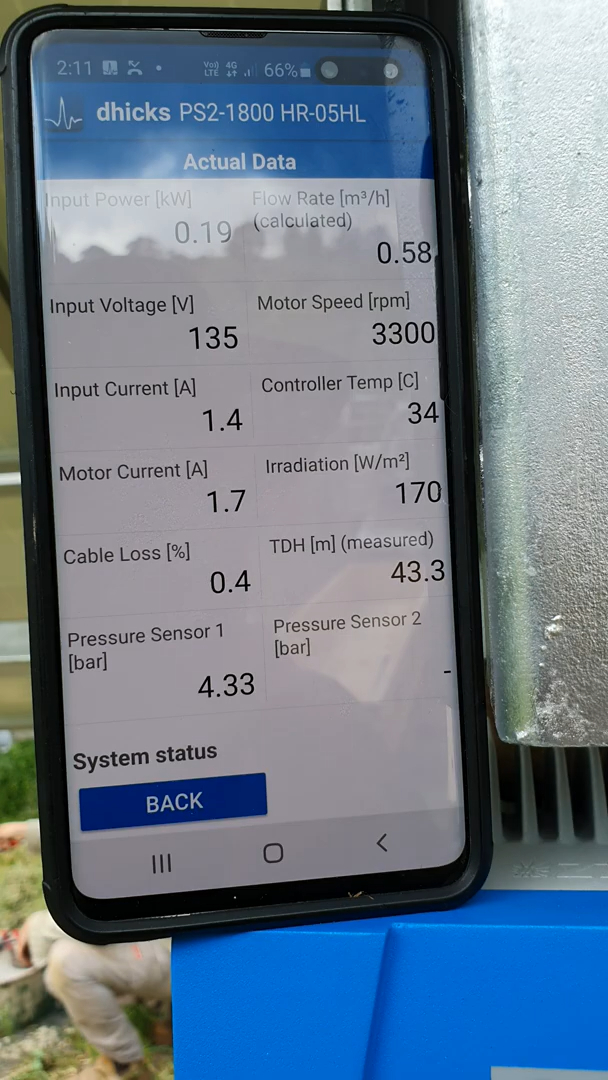 2:11 Vo) 4G LTE 66%
dhicks PS2-1800 HR-05HL
Actual Data
Input Power [kW]
0.19
Flow Rate [m³/h]
(calculated)
0.58
Input Voltage [V]
135
Motor Speed [rpm]
3300
Input Current [A]
1.4
Controller Temp [C]
34
Motor Current [A]
1.7
Irradiation [W/m²]
170
Cable Loss [%]
0.4
TDH [m] (measured)
43.3
Pressure Sensor 1
[bar]
4.33
Pressure Sensor 2
[bar]
-
System status
BACK